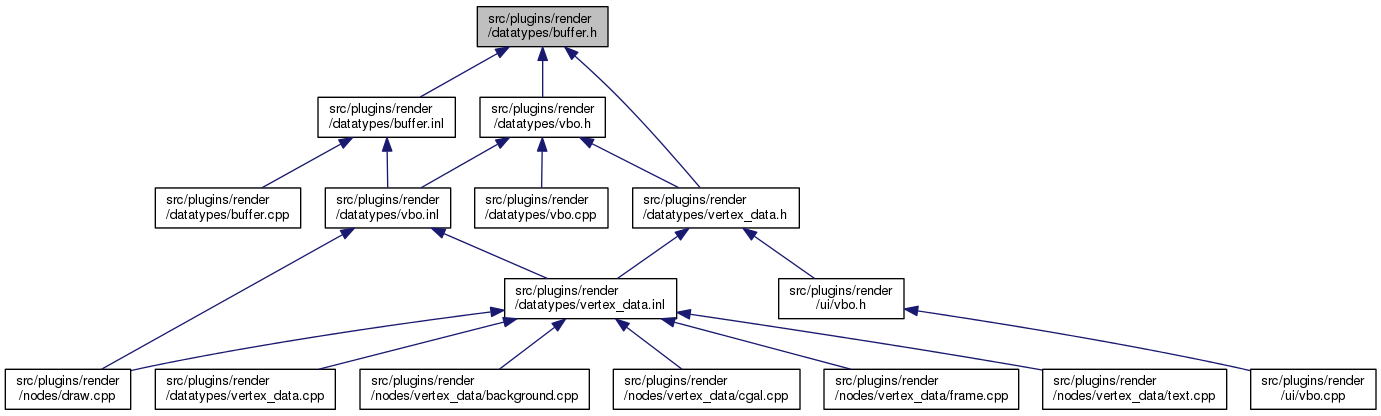 src/plugins/render
/datatypes/buffer.h
src/plugins/render
/datatypes/buffer.inl
src/plugins/render
/datatypes/vbo.h
src/plugins/render
/datatypes/buffer.cpp
src/plugins/render
/datatypes/vbo.inl
src/plugins/render
/datatypes/vbo.cpp
src/plugins/render
/datatypes/vertex_data.h
src/plugins/render
/datatypes/vertex_data.inl
src/plugins/render
/ui/vbo.h
src/plugins/render
/nodes/draw.cpp
src/plugins/render
/datatypes/vertex_data.cpp
src/plugins/render
/nodes/vertex_data/background.cpp
src/plugins/render
/nodes/vertex_data/cgal.cpp
src/plugins/render
/nodes/vertex_data/frame.cpp
src/plugins/render
/nodes/vertex_data/text.cpp
src/plugins/render
/ui/vbo.cpp